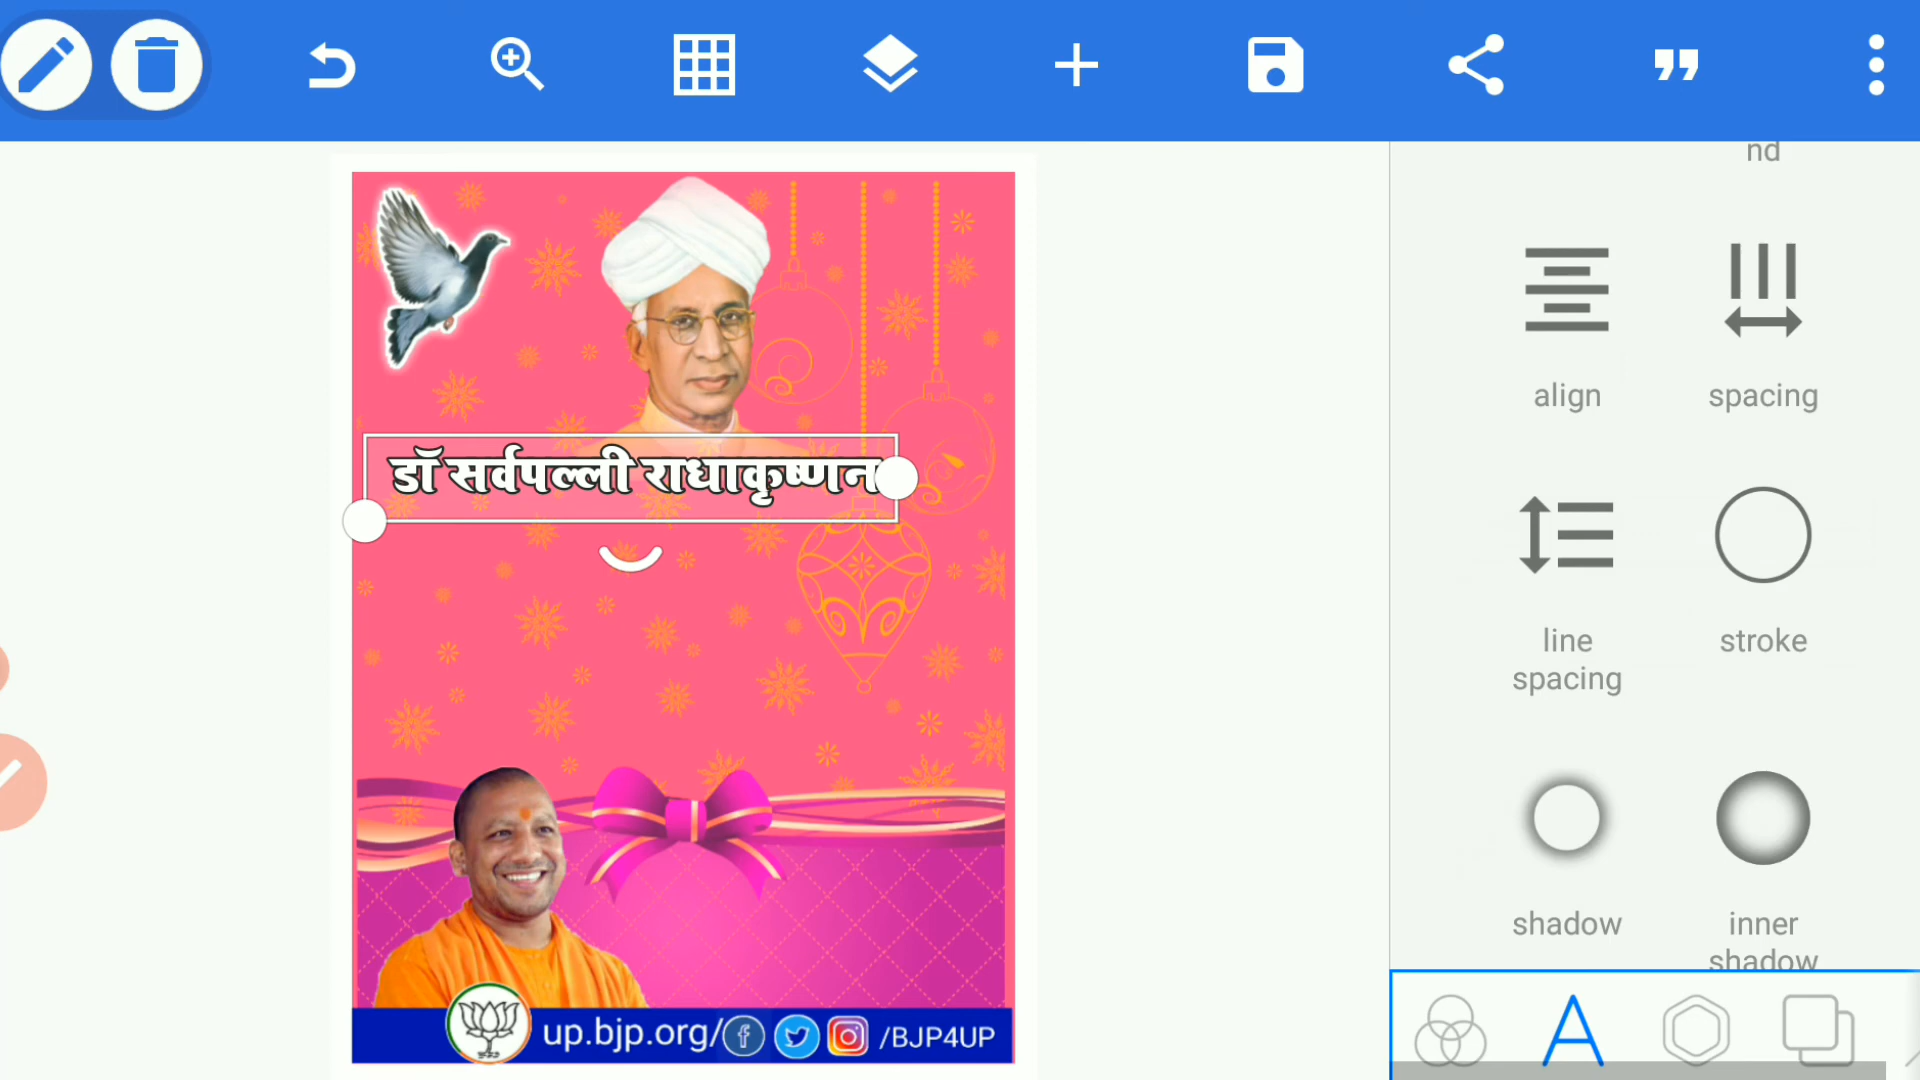 nd
align
spacing
डॉ सर्वपल्ली राधाकृष्णन
line
spacing
stroke
shadow
inner
shadow
up.bjp.org/
/BJP4UP